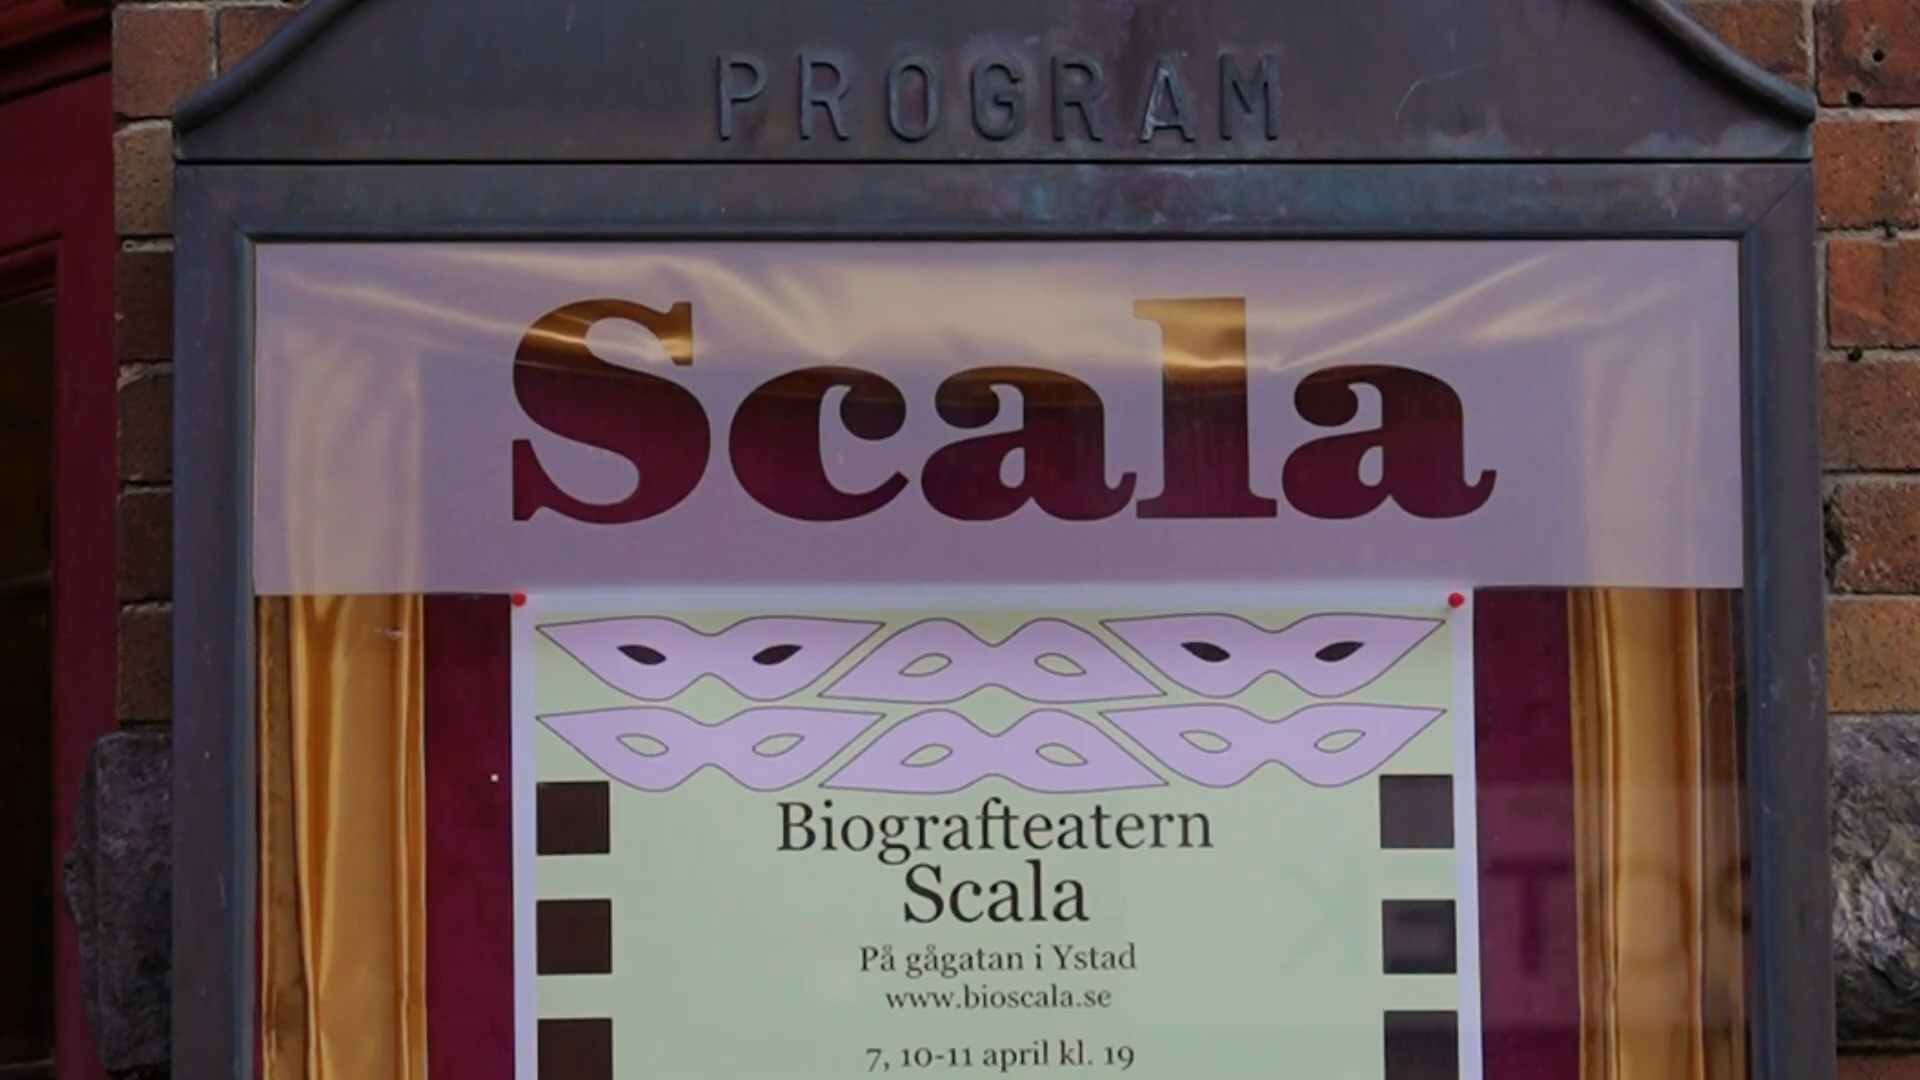 PROGRAM
Scala
Biografteatern
Scala
På gågatan i Ystad
www.bioscala.se
7, 10-11 april kl. 19